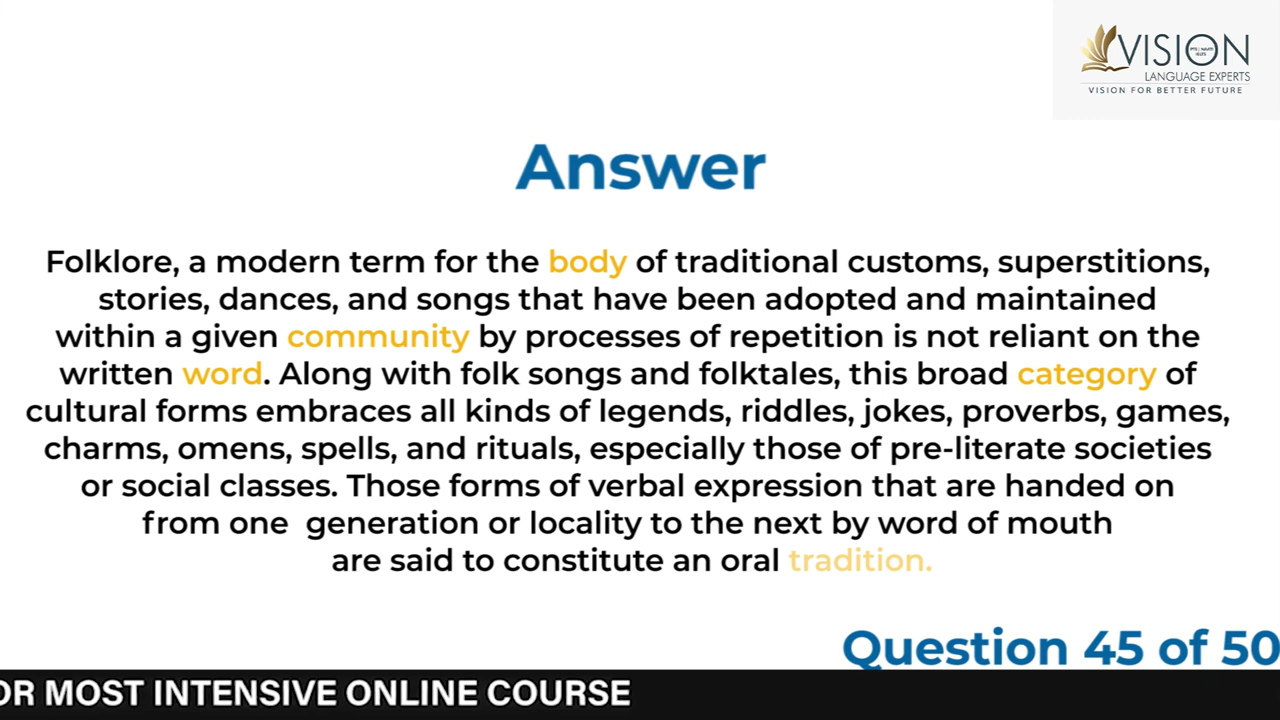 VISION
LANGUAGE EXPERTS
VISION FOR BETTER FUTURE
Answer
Folklore, a modern term for the body of traditional customs, superstitions,
stories, dances, and songs that have been adopted and maintained
within a given community by processes of repetition is not reliant on the
written word. Along with folk songs and folktales, this broad category of
cultural forms embraces all kinds of legends, riddles, jokes, proverbs, games,
charms, omens, spells, and rituals, especially those of pre-literate societies
or social classes. Those forms of verbal expression that are handed on
from one generation or locality to the next by word of mouth
are said to constitute an oral tradition.
Question 45 of 50
OR MOST INTENSIVE ONLINE COURSE